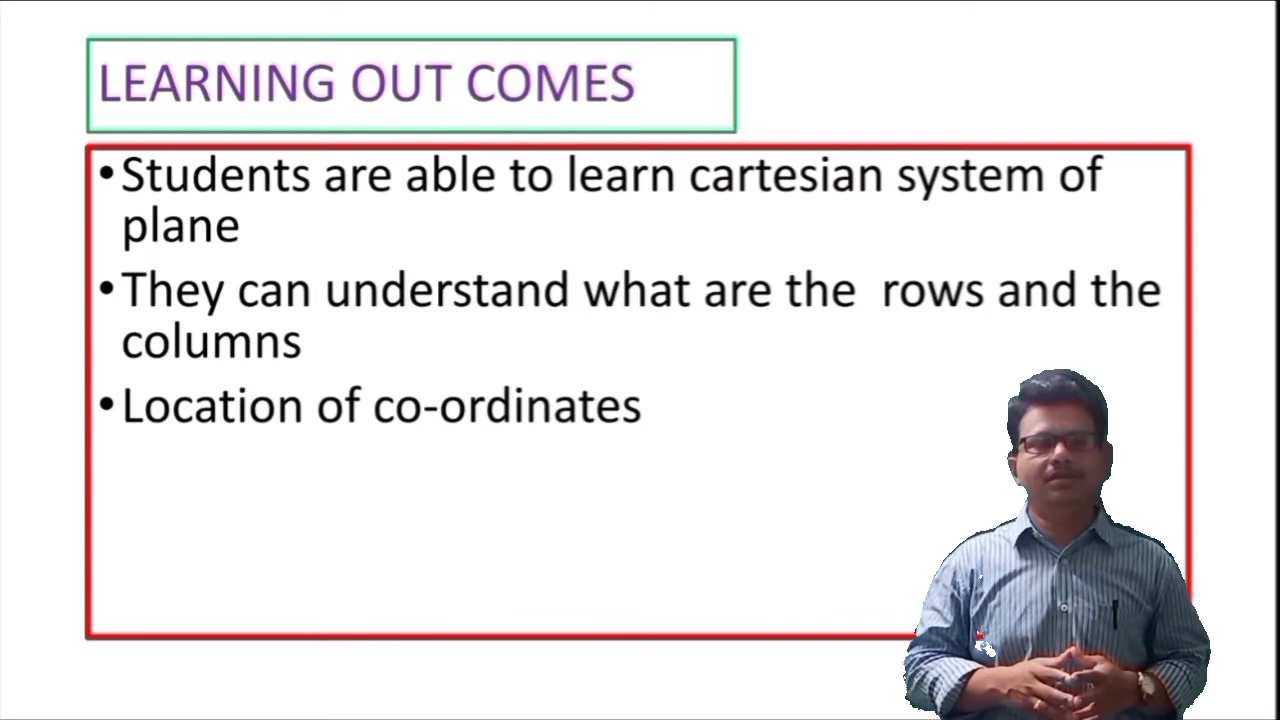 LEARNING OUT COMES
•Students are able to learn cartesian system of
plane
•They can understand what are the  rows and the
columns
•Location of co-ordinates